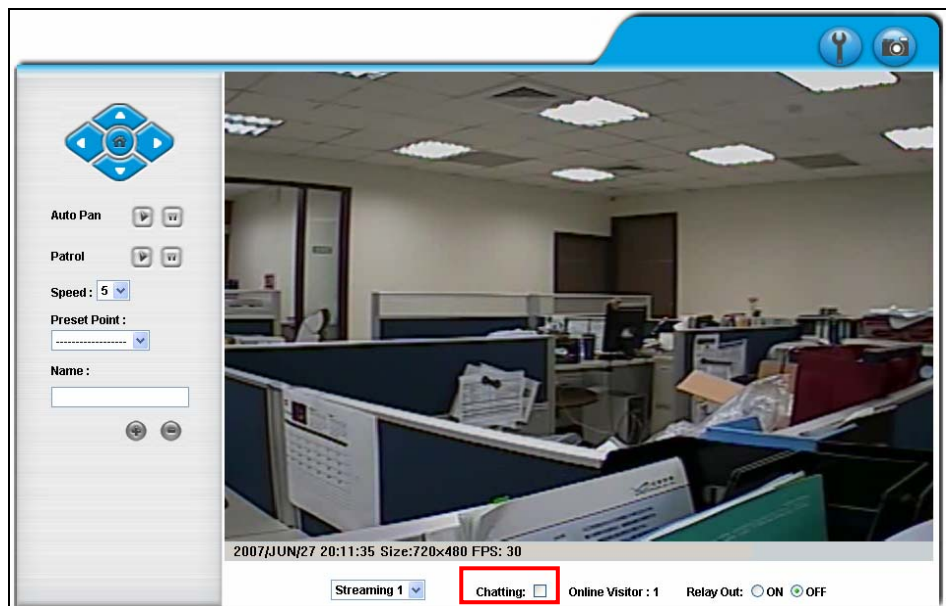 Auto Pan
Patrol
Speed : 5
Preset Point :
-----------------
Name :
2007/JUN/27 20:11:35 Size:720x480 FPS: 30
Streaming 1 Chatting: Online Visitor : 1 Relay Out: ON OFF